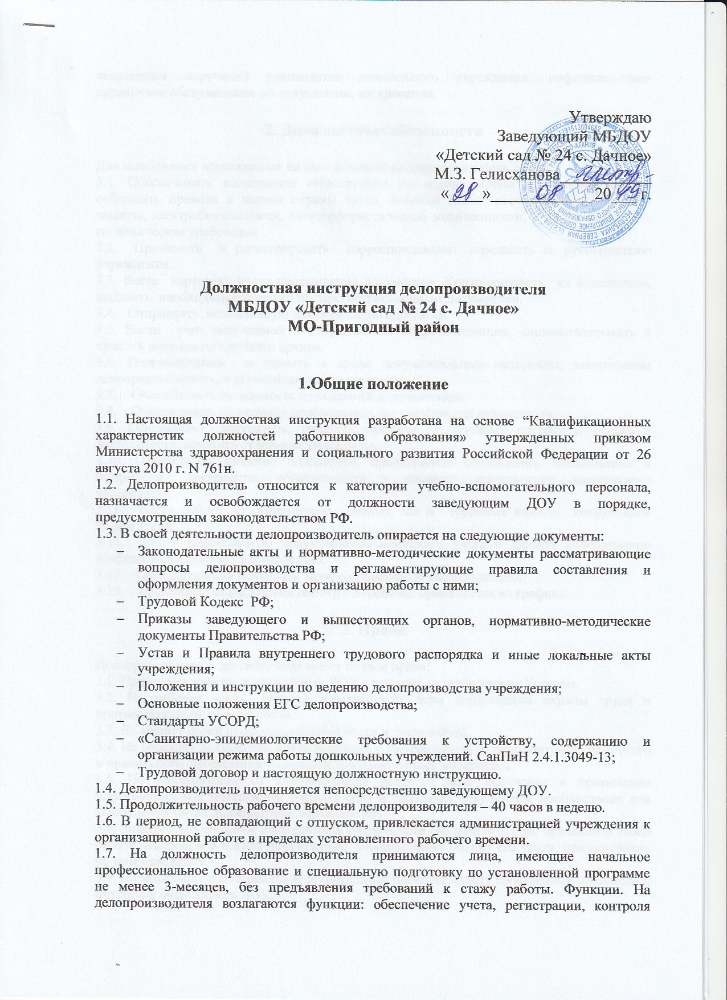 Утверждаю
Заведующий МБДОУ
«Детский сад № 24 с. Дачное»
М.З. Гелисханова
«28» 08 2019 г.
Должностная инструкция делопроизводителя
МБДОУ «Детский сад № 24 с. Дачное»
МО-Пригодный район
1.Общие положение
1.1. Настоящая должностная инструкция разработана на основе “Квалификационных
характеристик должностей работников образования» утвержденных приказом
Министерства здравоохранения и социального развития Российской Федерации от 26
августа 2010 г. N 761н.
1.2. Делопроизводитель относится к категории учебно-вспомогательного персонала,
назначается и освобождается от должности заведующим ДОУ в порядке,
предусмотренным законодательством РФ.
1.3. В своей деятельности делопроизводитель опирается на следующие документы:
– Законодательные акты и нормативно-методические документы рассматривающие
вопросы делопроизводства и регламентирующие правила составления и
оформления документов и организацию работы с ними;
– Трудовой Кодекс РФ;
– Приказы заведующего и вышестоящих органов, нормативно-методические
документы Правительства РФ;
– Устав и Правила внутреннего трудового распорядка и иные локальные акты
учреждения;
– Положения и инструкции по ведению делопроизводства учреждения;
– Основные положения ЕГС делопроизводства;
– Стандарты УСОРД;
– «Санитарно-эпидемиологические требования к устройству, содержанию и
организации режима работы дошкольных учреждений. СанПиН 2.4.1.3049-13;
– Трудовой договор и настоящую должностную инструкцию.
1.4. Делопроизводитель подчиняется непосредственно заведующему ДОУ.
1.5. Продолжительность рабочего времени делопроизводителя – 40 часов в неделю.
1.6. В период, не совпадающий с отпуском, привлекается администрацией учреждения к
организационной работе в пределах установленного рабочего времени.
1.7. На должность делопроизводителя принимаются лица, имеющие начальное
профессиональное образование и специальную подготовку по установленной программе
не менее 3-месяцев, без предъявления требований к стажу работы. Функции. На
делопроизводителя возлагаются функции: обеспечение учета, регистрации, контроля